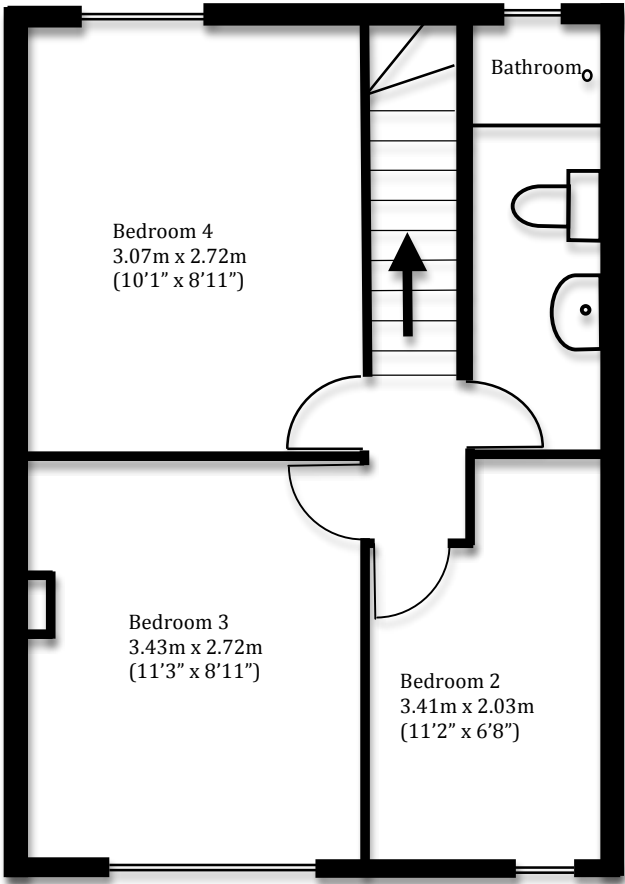 Bathroom
Bedroom 4
3.07m x 2.72m
(10’1” x 8’11”)
Bedroom 3
3.43m x 2.72m
(11’3” x 8’11”)
Bedroom 2
3.41m x 2.03m
(11’2” x 6’8”)